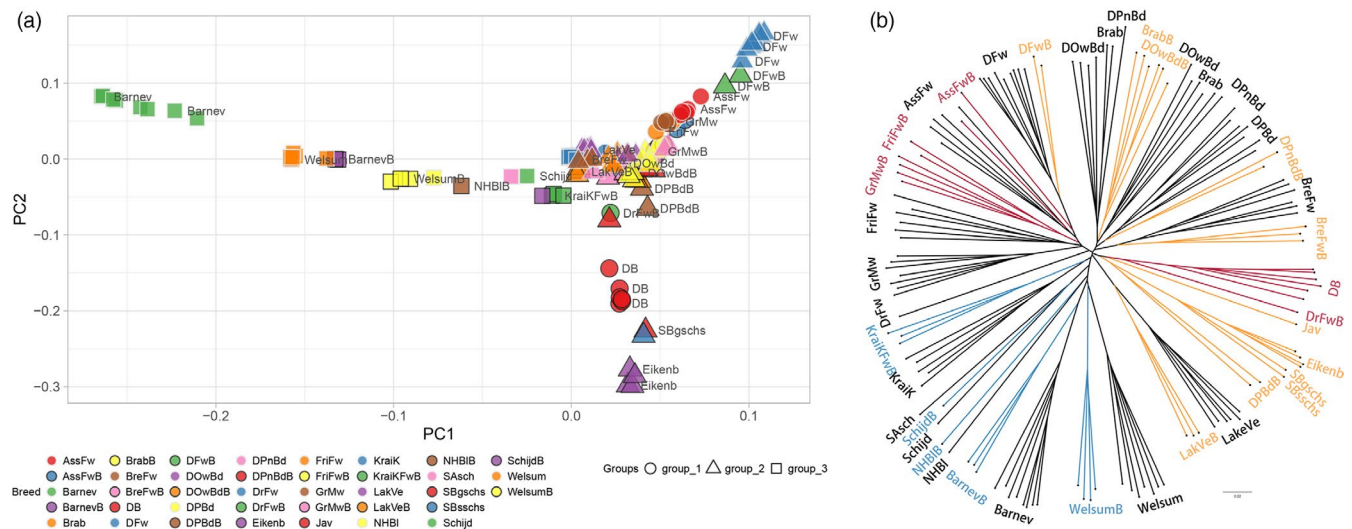 (a)
0.1
0.0
−0.1
−0.2
−0.3
PC2
−0.2
−0.1
0.0
0.1
PC1
DFw
DFw
DFw
DFwB
DFwB
AssFw
AssFw
GrMw
GrMwB
LakVe
BreFw
DOwBd
LakVeB
DPBdB
DPBdB
Barnev
Barnev
Welsum
BarnevB
WelsumB
NHBlB
Schijd
KraiKFwB
DrFwB
DB
DB
DB
SBgschs
Eikenb
Eikenb
Breed
AssFw
AssFwB
Barnev
BarnevB
Brab
BrabB
BreFw
BreFwB
DB
DFw
DFwB
DOwBd
DOwBdB
DPBd
DPBdB
DPnBd
DPnBdB
DrFw
DrFwB
Eikenb
FriFw
FriFwB
GrMw
GrMwB
Jav
KraiK
KraiKFwB
LakVe
LakVeB
NHBl
NHBlB
SAsch
SBgschs
SBsschs
Schijd
SchijdB
Welsum
WelsumB
Groups
group_1
group_2
group_3
(b)
DPnBd
Brab
BrabB
DOwBdB
DOwBd
DOwBd
Brab
DPnBd
DPBd
DPnBdB
BreFw
BreFwB
DB
DrFwB
Jav
Eikenb
SBgschs
SBsschs
DPBdB
LakeVe
LakVeB
Welsum
WelsumB
Barnev
BarnevB
NHBl
NHBlB
Schijd
SchijdB
SAsch
KraiK
KraiKFwB
DrFw
GrMw
FriFw
GrMwB
FriFwB
AssFw
AssFwB
DFw
DFwB
0.02